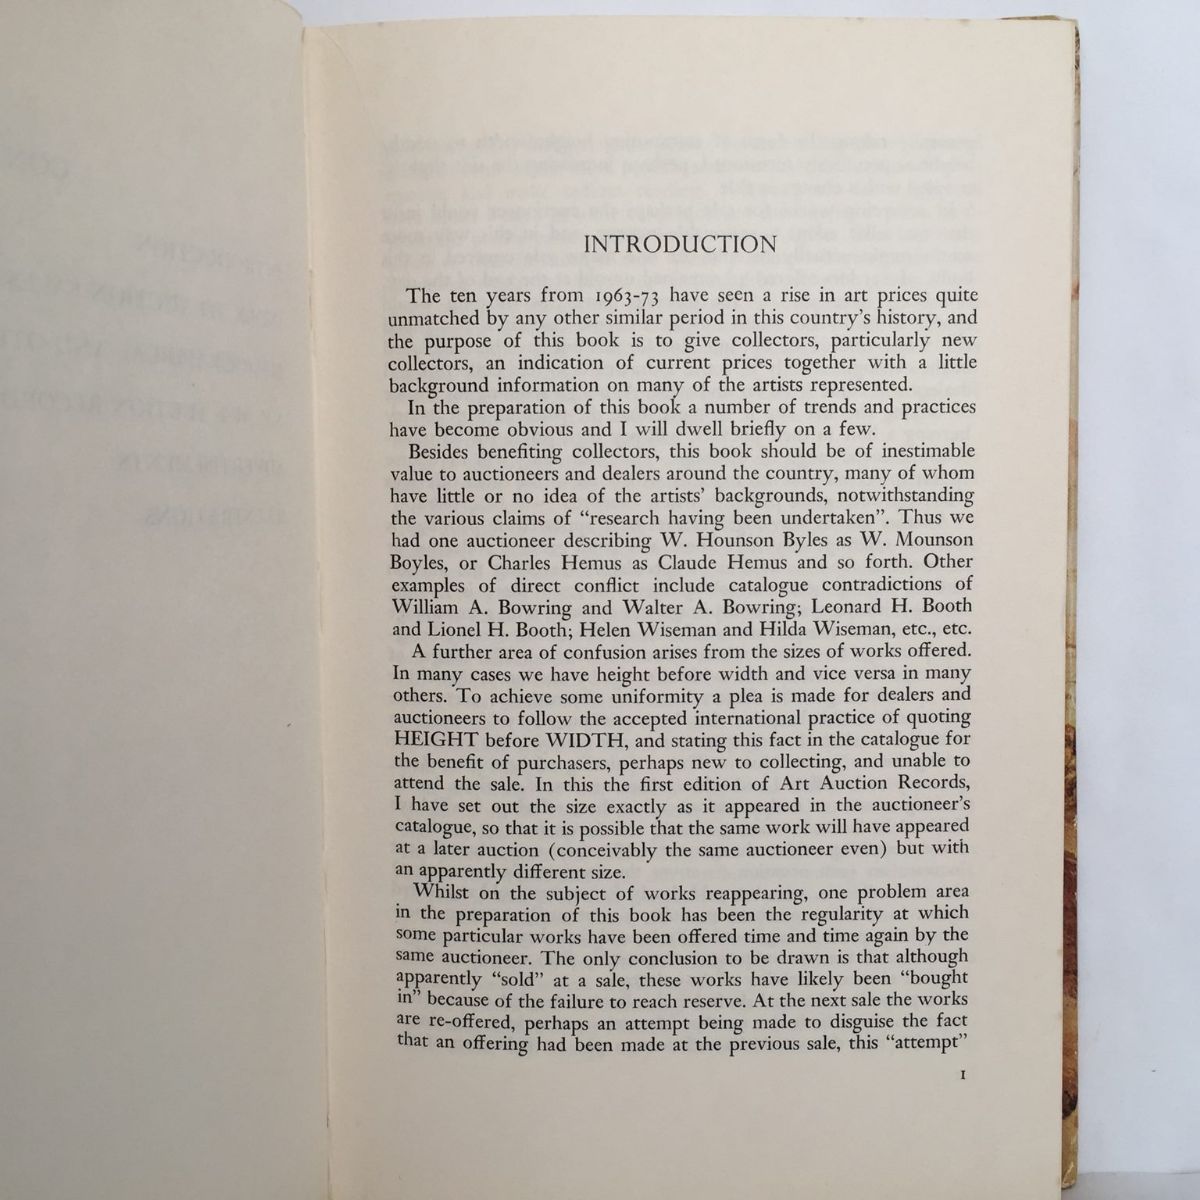 INTRODUCTION
The ten years from 1963-73 have seen a rise in art prices quite
unmatched by any other similar period in this country's history, and
the purpose of this book is to give collectors, particularly new
collectors, an indication of current prices together with a little
background information on many of the artists represented.
In the preparation of this book a number of trends and practices
have become obvious and I will dwell briefly on a few.
Besides benefiting collectors, this book should be of inestimable
value to auctioneers and dealers around the country, many of whom
have little or no idea of the artists' backgrounds, notwithstanding
the various claims of “research having been undertaken”. Thus we
had one auctioneer describing W. Hounson Byles as W. Mounson
Boyles, or Charles Hemus as Claude Hemus and so forth. Other
examples of direct conflict include catalogue contradictions of
William A. Bowring and Walter A. Bowring; Leonard H. Booth
and Lionel H. Booth; Helen Wiseman and Hilda Wiseman, etc., etc.
A further area of confusion arises from the sizes of works offered.
In many cases we have height before width and vice versa in many
others. To achieve some uniformity a plea is made for dealers and
auctioneers to follow the accepted international practice of quoting
HEIGHT before WIDTH, and stating this fact in the catalogue for
the benefit of purchasers, perhaps new to collecting, and unable to
attend the sale. In this the first edition of Art Auction Records,
I have set out the size exactly as it appeared in the auctioneer's
catalogue, so that it is possible that the same work will have appeared
at a later auction (conceivably the same auctioneer even) but with
an apparently different size.
Whilst on the subject of works reappearing, one problem area
in the preparation of this book has been the regularity at which
some particular works have been offered time and time again by the
same auctioneer. The only conclusion to be drawn is that although
apparently “sold” at a sale, these works have likely been “bought
in” because of the failure to reach reserve. At the next sale the works
are re-offered, perhaps an attempt being made to disguise the fact
that an offering had been made at the previous sale, this “attempt”
1